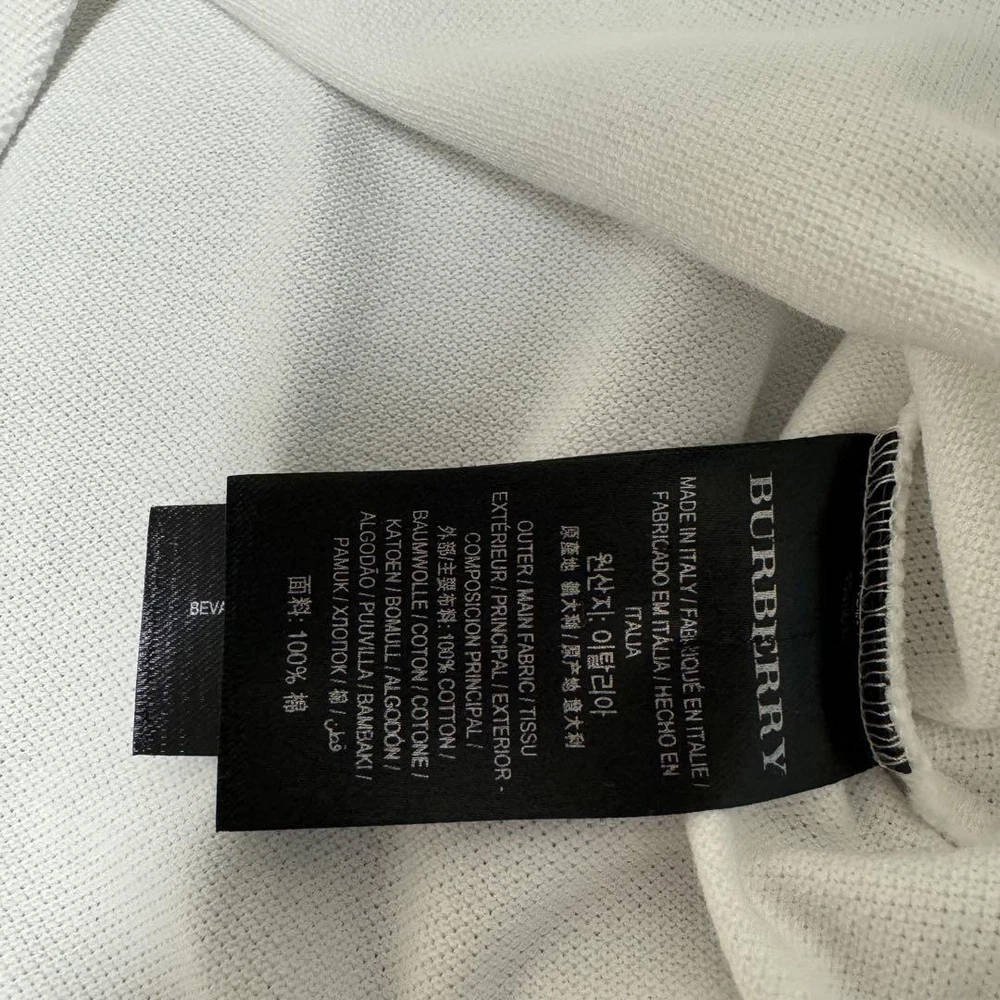 BURBERRY
MADE IN ITALY / FABRIQUÉ EN ITALIE /
FABRICADO EM ITÁLIA / HECHO EN
ITALIA
원산지: 이탈리아
原產地 義大利 / 原产地 意大利
OUTER / MAIN FABRIC / TISSU
EXTÉRIEUR / PRINCIPAL / EXTERIOR -
COMPOSICIÓN PRINCIPAL /
外部主要布料: 100% COTTON /
BAUMWOLLE / COTON / COTONE /
KATOEN / BOMULL / ALGODÓN /
ALGODÃO / PUUVILLA / BAMBAKI /
PAMUK / ХЛОПОК / 綿 / قطن /
面料: 100% 棉
BEVA